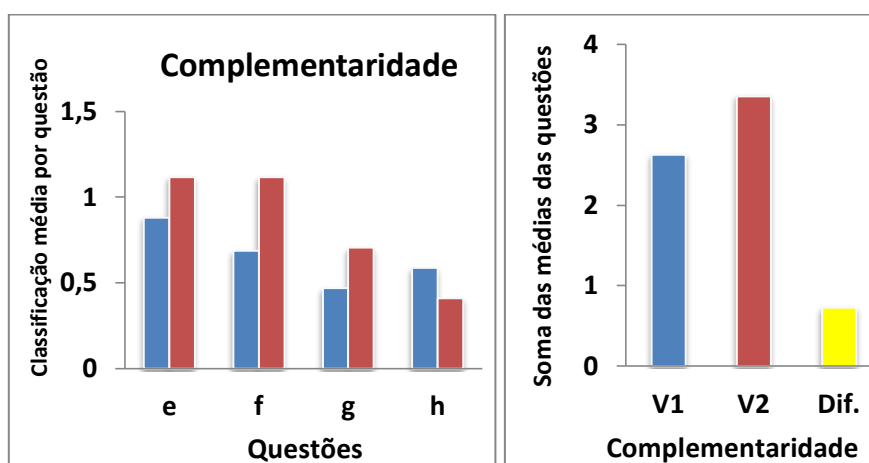 Complementaridade
Classificação média por questão
1,5
1
0,5
0
e f g h
Questões
Soma das médias das questões
4
3
2
1
0
V1 V2 Dif.
Complementaridade